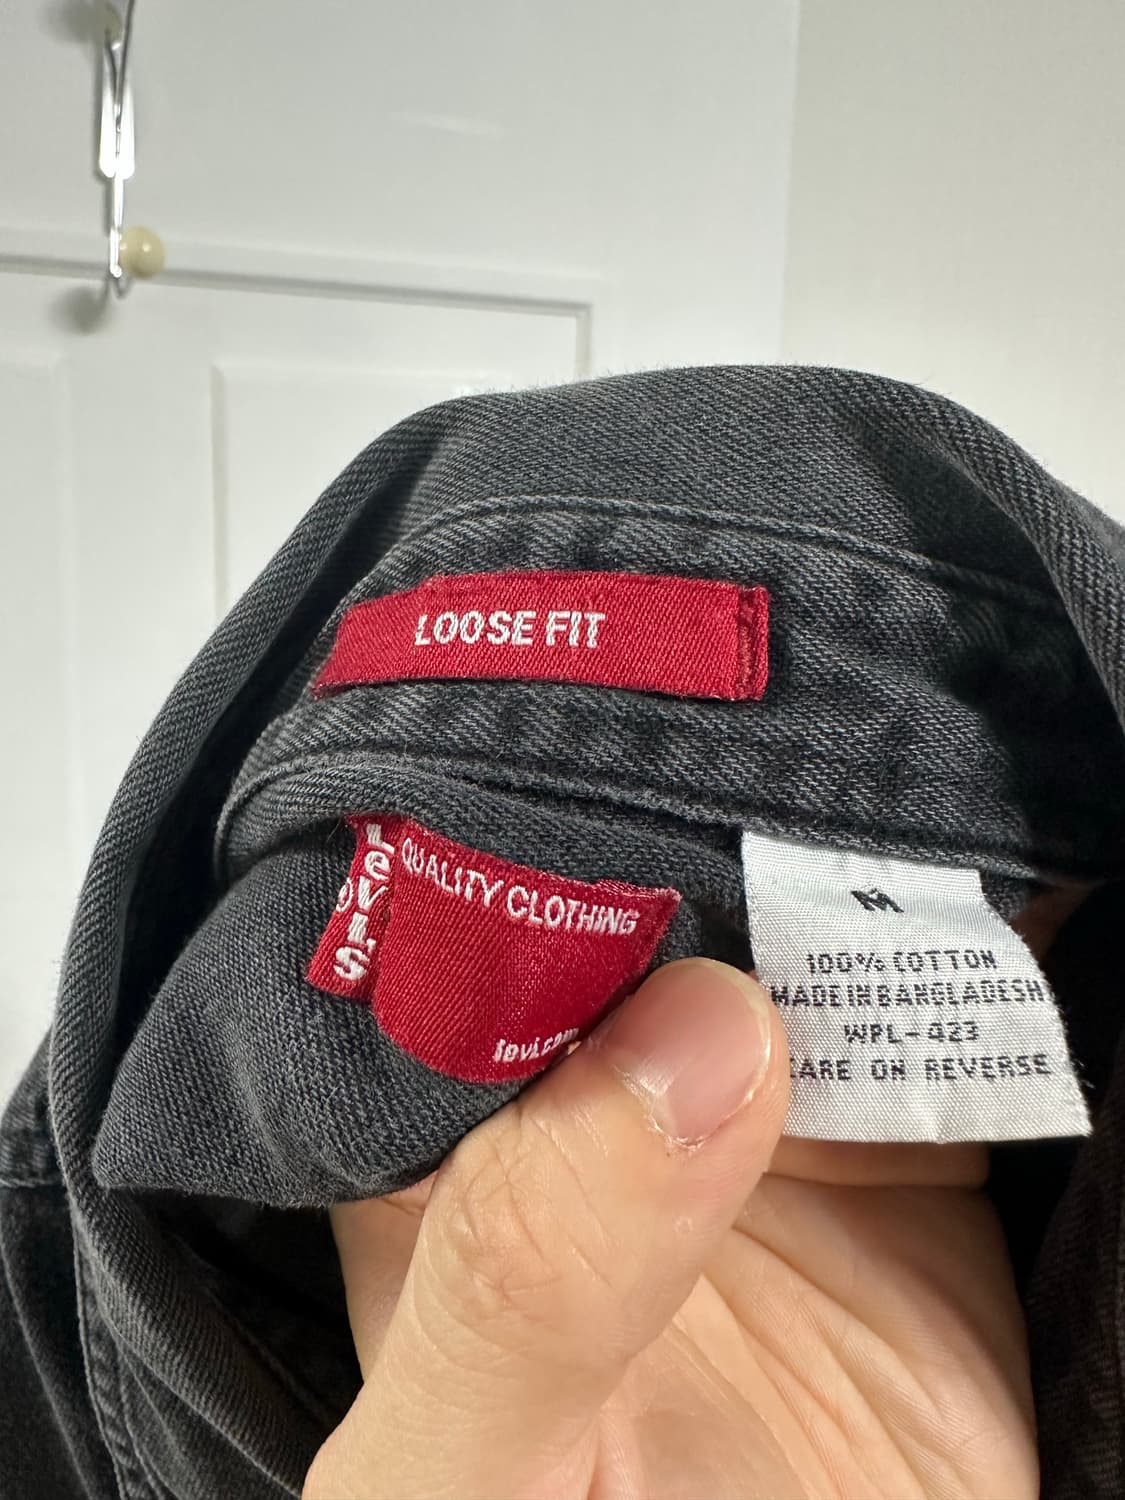 LOOSE FIT
LeVI.S
®
QUALITY CLOTHING
levi.com
M
100% COTTON
MADE IN BANGLADESH
WPL-423
CARE ON REVERSE